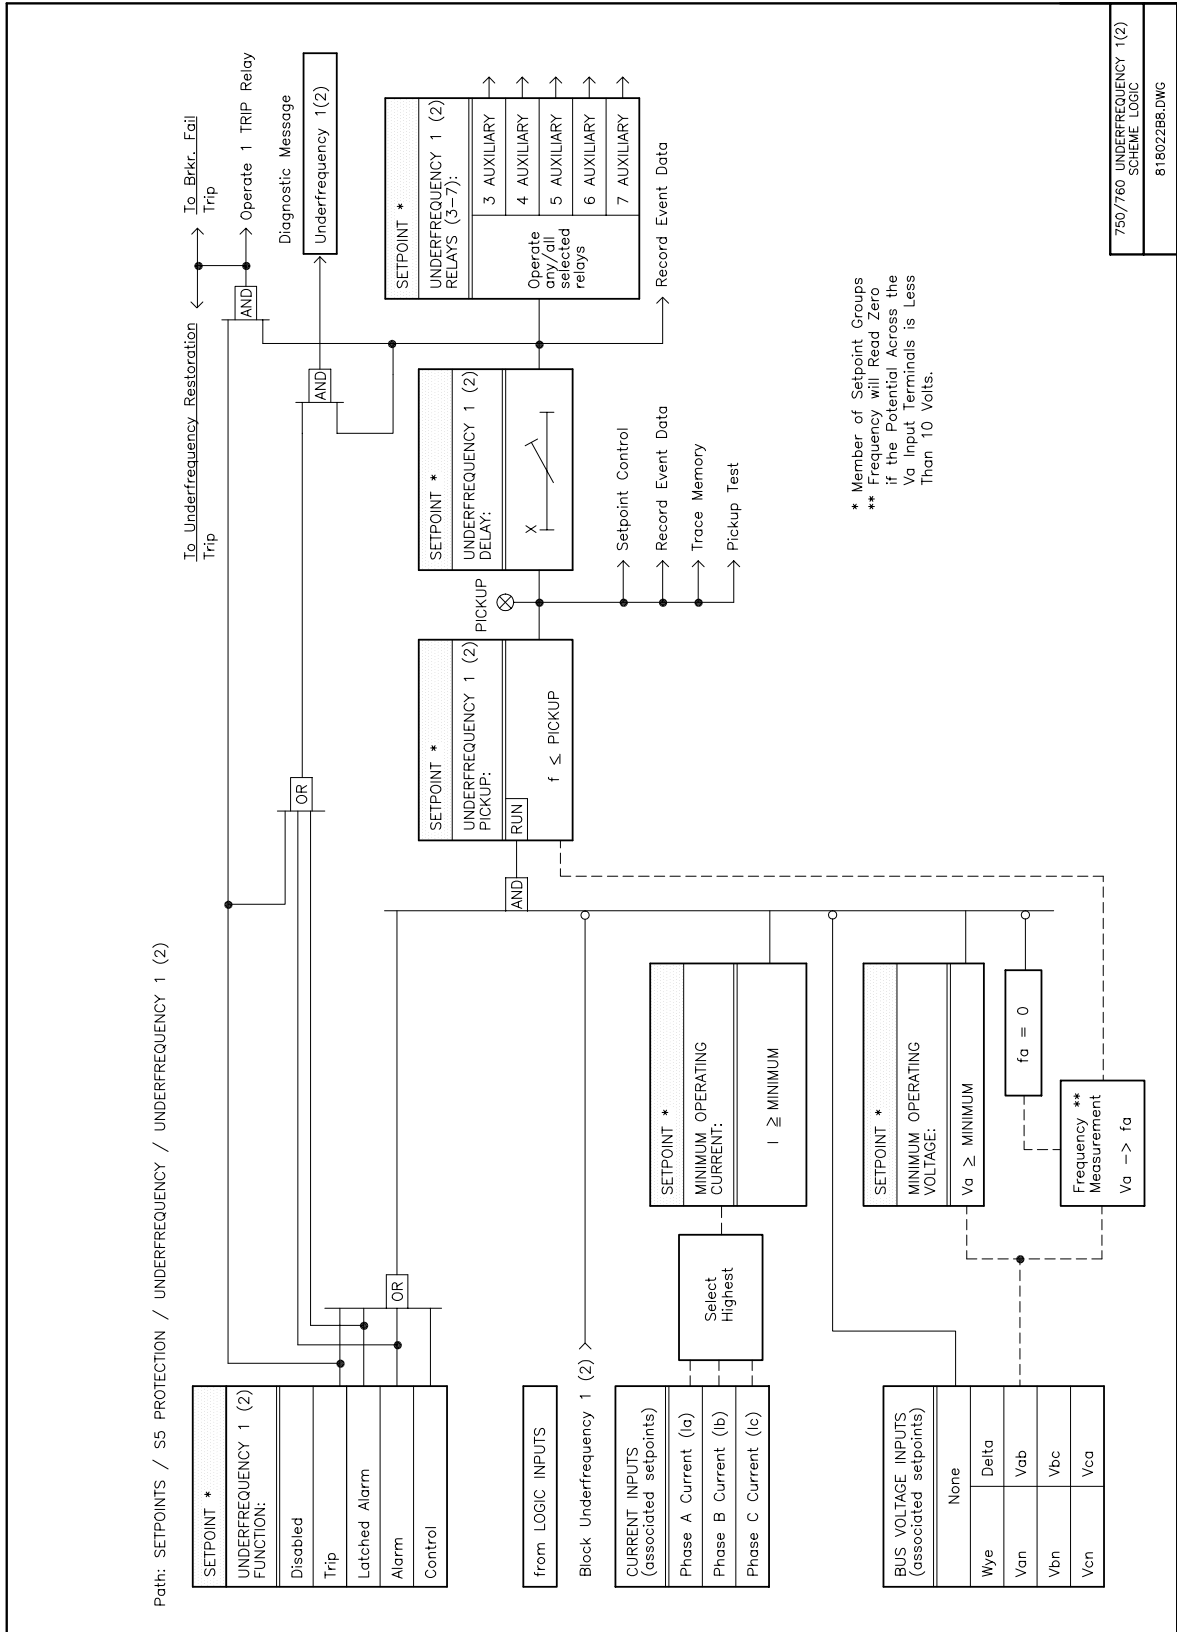 Path: SETPOINTS / S5 PROTECTION / UNDERFREQUENCY / UNDERFREQUENCY 1 (2)
SETPOINT *
UNDERFREQUENCY 1 (2)
FUNCTION:
Disabled
Trip
Latched Alarm
Alarm
Control
from LOGIC INPUTS
Block Underfrequency 1 (2)
CURRENT INPUTS
(associated setpoints)
Phase A Current (Ia)
Phase B Current (Ib)
Phase C Current (Ic)
BUS VOLTAGE INPUTS
(associated setpoints)
None
Wye Delta
Van Vab
Vbn Vbc
Vcn Vca
OR
Select
Highest
SETPOINT *
MINIMUM OPERATING
CURRENT:
I ≧ MINIMUM
SETPOINT *
MINIMUM OPERATING
VOLTAGE:
Va ≥ MINIMUM
fa = 0
Frequency **
Measurement
Va -> fa
OR
AND
SETPOINT *
UNDERFREQUENCY 1 (2)
PICKUP:
RUN
f ≤ PICKUP
PICKUP
Setpoint Control
Record Event Data
Trace Memory
Pickup Test
SETPOINT *
UNDERFREQUENCY 1 (2)
DELAY:
X
AND
AND
To Underfrequency Restoration
Trip
To Brkr. Fail
Trip
Operate 1 TRIP Relay
Diagnostic Message
Underfrequency 1(2)
SETPOINT *
UNDERFREQUENCY 1 (2)
RELAYS (3-7):
Operate
any/all
selected
relays
3 AUXILIARY
4 AUXILIARY
5 AUXILIARY
6 AUXILIARY
7 AUXILIARY
Record Event Data
* Member of Setpoint Groups
** Frequency will Read Zero
if the Potential Across the
Va Input Terminals is Less
Than 10 Volts.
750/760 UNDERFREQUENCY 1(2)
SCHEME LOGIC
818022B8.DWG